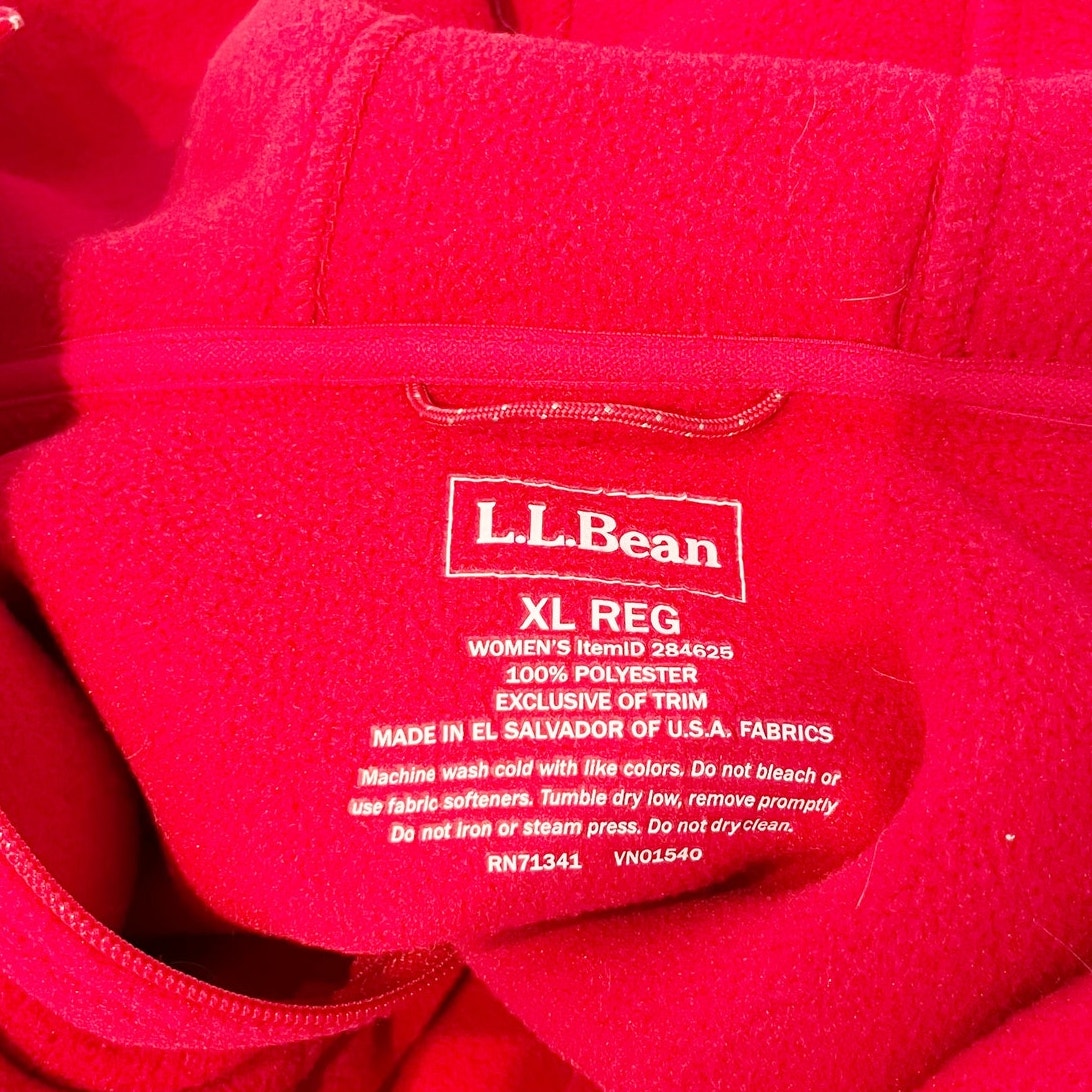 L.L.Bean
XL REG
WOMEN'S ItemID 284625
100% POLYESTER
EXCLUSIVE OF TRIM
MADE IN EL SALVADOR OF U.S.A. FABRICS
Machine wash cold with like colors. Do not bleach or
use fabric softeners. Tumble dry low, remove promptly
Do not iron or steam press. Do not dry clean.
RN71341 VN01540